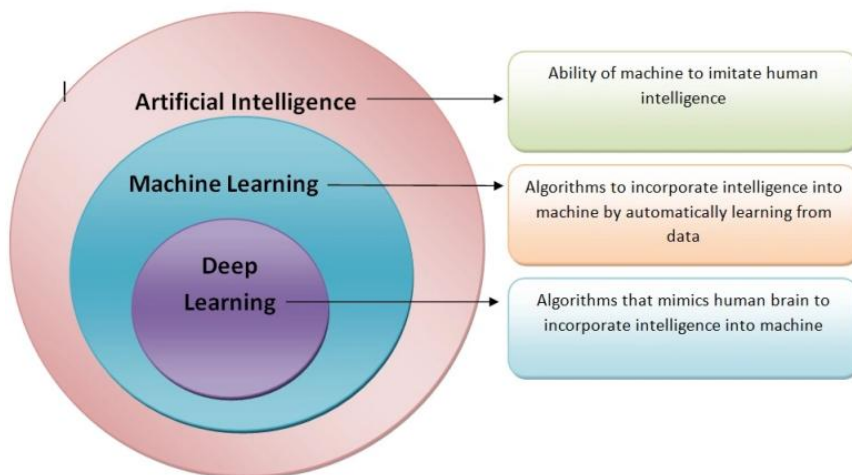 Artificial Intelligence
Ability of machine to imitate human
intelligence
Machine Learning
Algorithms to incorporate intelligence into
machine by automatically learning from
data
Deep
Learning
Algorithms that mimics human brain to
incorporate intelligence into machine